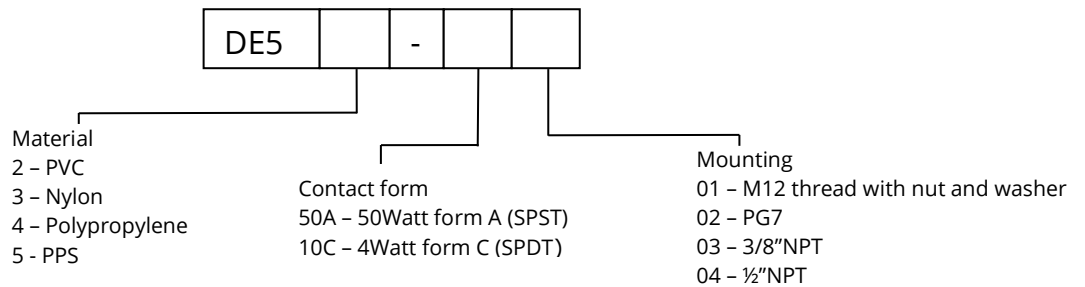 DE5 -
Material
2 – PVC
3 – Nylon
4 – Polypropylene
5 - PPS
Contact form
50A – 50Watt form A (SPST)
10C – 4Watt form C (SPDT)
Mounting
01 – M12 thread with nut and washer
02 – PG7
03 – 3/8”NPT
04 – ½”NPT